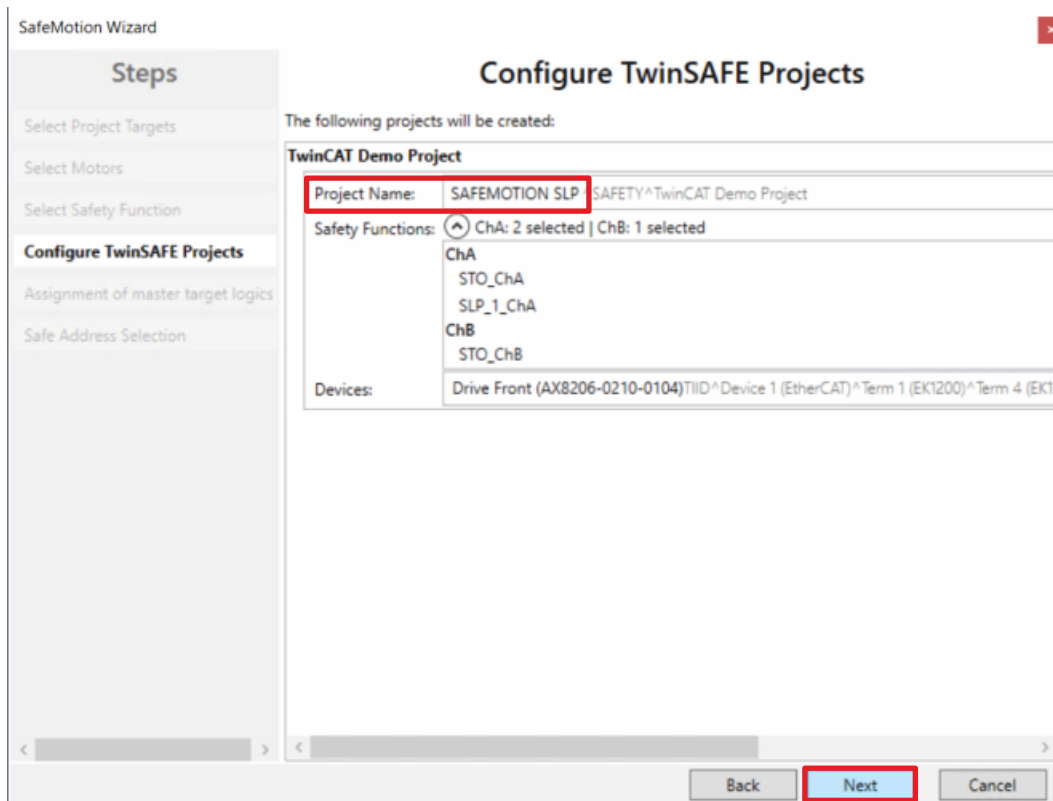 SafeMotion Wizard
Steps
Select Project Targets
Select Motors
Select Safety Function
Configure TwinSAFE Projects
Assignment of master target logics
Safe Address Selection
Configure TwinSAFE Projects
The following projects will be created:
TwinCAT Demo Project
Project Name: SAFEMOTION SLP ^SAFETY^TwinCAT Demo Project
Safety Functions: ChA: 2 selected | ChB: 1 selected
ChA
STO_ChA
SLP_1_ChA
ChB
STO_ChB
Devices: Drive Front (AX8206-0210-0104)TIID^Device 1 (EtherCAT)^Term 1 (EK1200)^Term 4 (EK1
Back Next Cancel